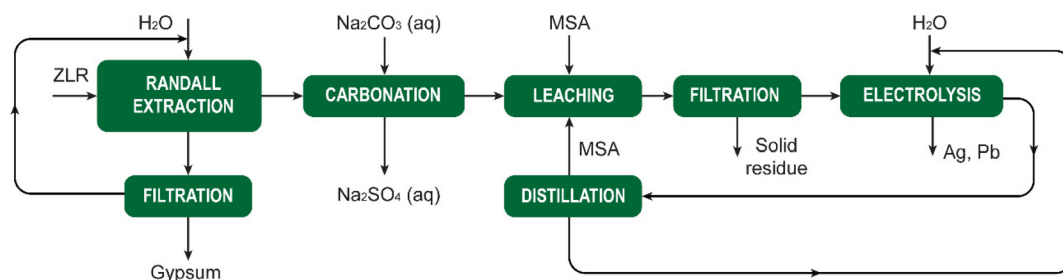 H₂O
Na₂CO₃ (aq)
MSA
H₂O
ZLR
RANDALL
EXTRACTION
CARBONATION
LEACHING
FILTRATION
ELECTROLYSIS
MSA
Solid
residue
Ag, Pb
FILTRATION
Na₂SO₄ (aq)
DISTILLATION
Gypsum